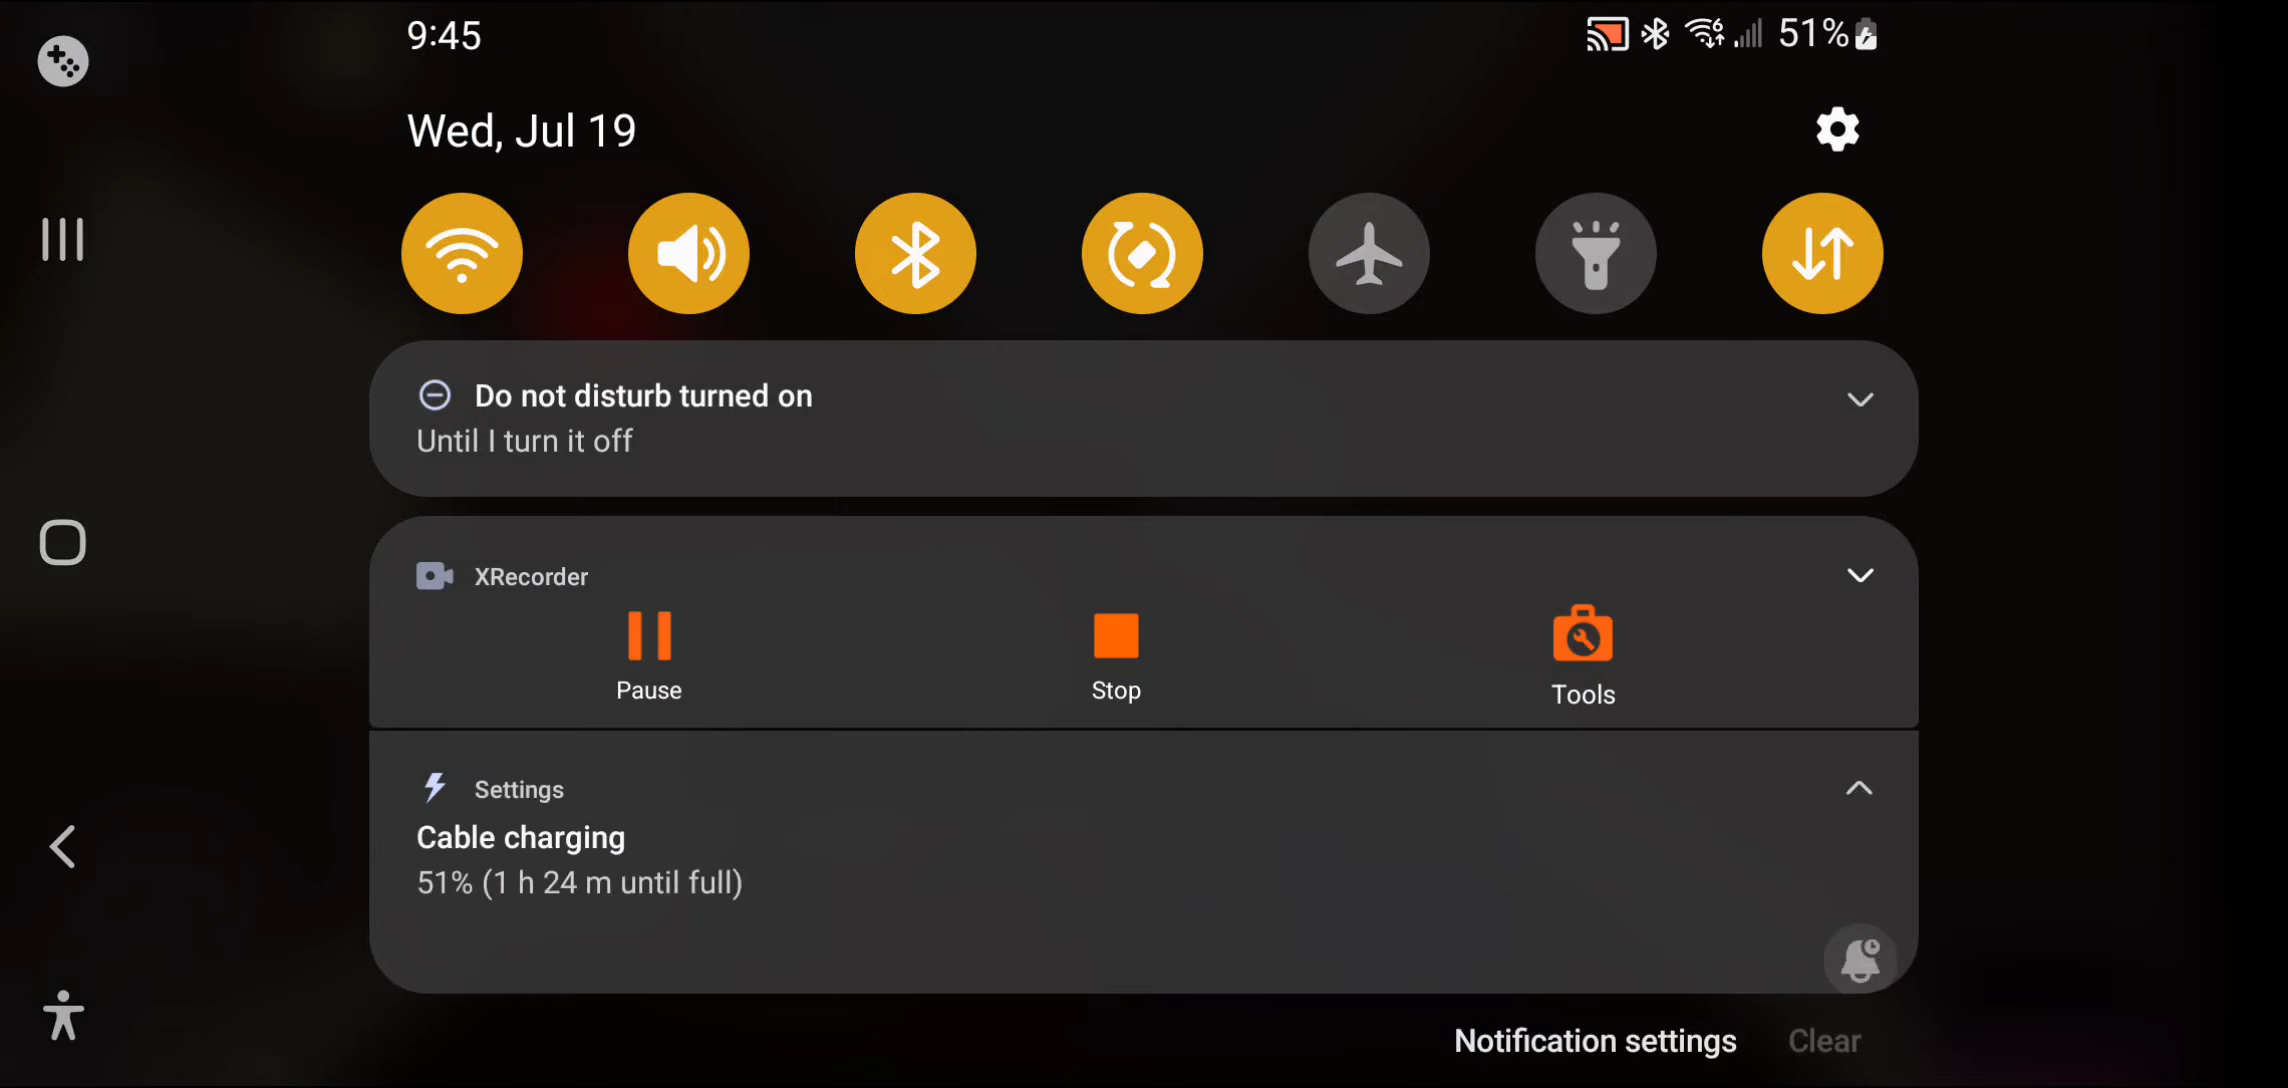 9:45
6 51%
Wed, Jul 19
Do not disturb turned on
Until I turn it off
XRecorder
Pause
Stop
Tools
Settings
Cable charging
51% (1 h 24 m until full)
Notification settings
Clear